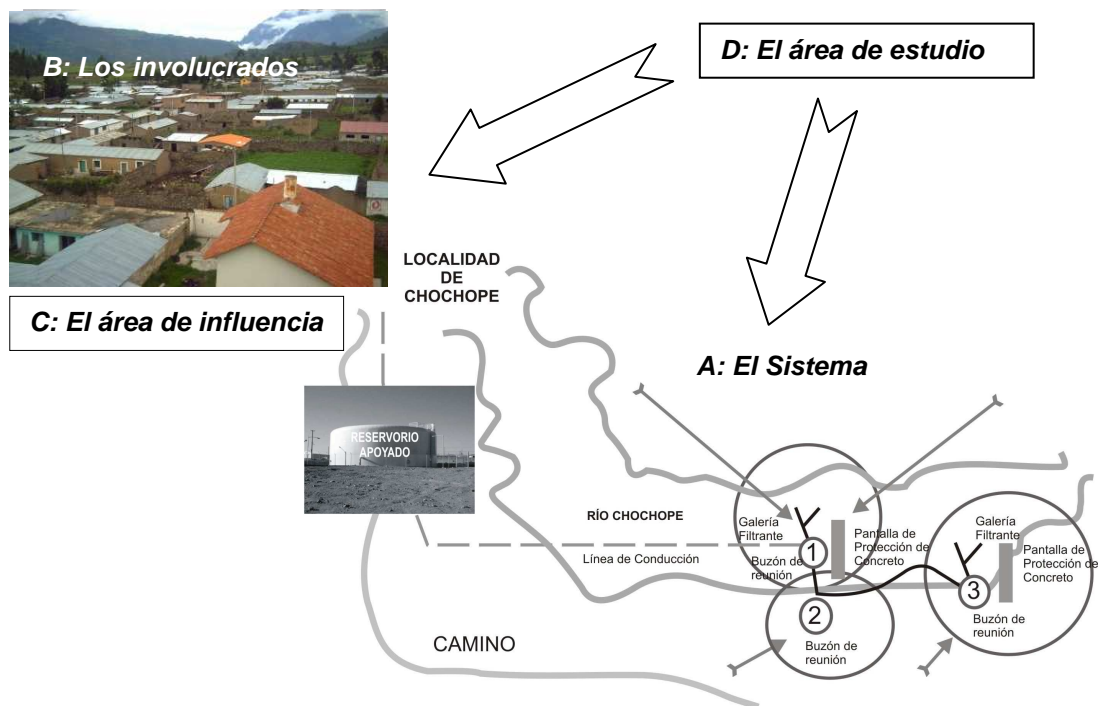 B: Los involucrados
D: El área de estudio
LOCALIDAD
DE
CHOCHOPE
C: El área de influencia
A: El Sistema
RESERVORIO
APOYADO
RÍO CHOCHOPE
Línea de Conducción
Galería
Filtrante
1
Buzón de
reunión
Pantalla de
Protección de
Concreto
2
Buzón de
reunión
Galería
Filtrante
Pantalla de
Protección de
Concreto
3
Buzón de
reunión
CAMINO